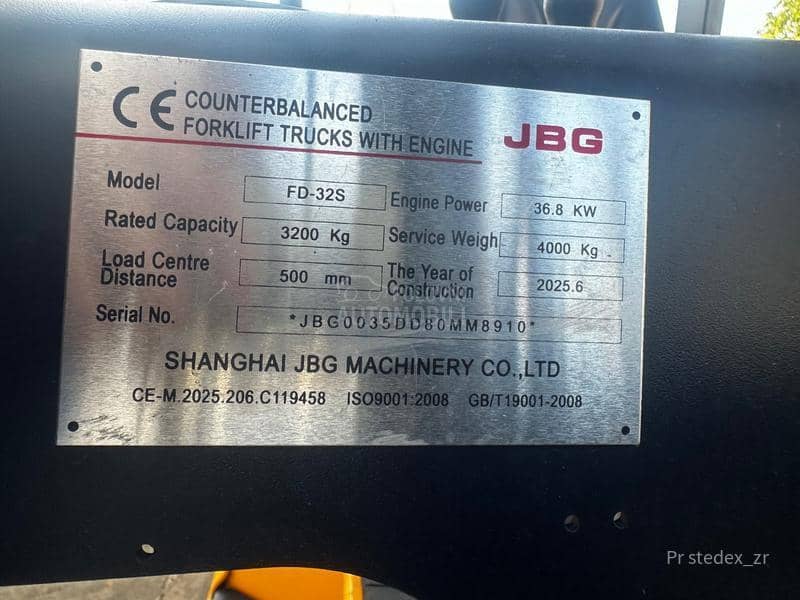 CE COUNTERBALANCED
FORKLIFT TRUCKS WITH ENGINE
JBG
Model FD-32S Engine Power 36.8 KW
Rated Capacity 3200 Kg Service Weigh 4000 Kg
Load Centre Distance 500 mm The Year of Construction 2025.6
Serial No. *JBG0035DD80MM8910*
SHANGHAI JBG MACHINERY CO.,LTD
CE-M.2025.206.C119458 ISO9001:2008 GB/T19001-2008
AUTOMOBILI
Pr stedex_zr